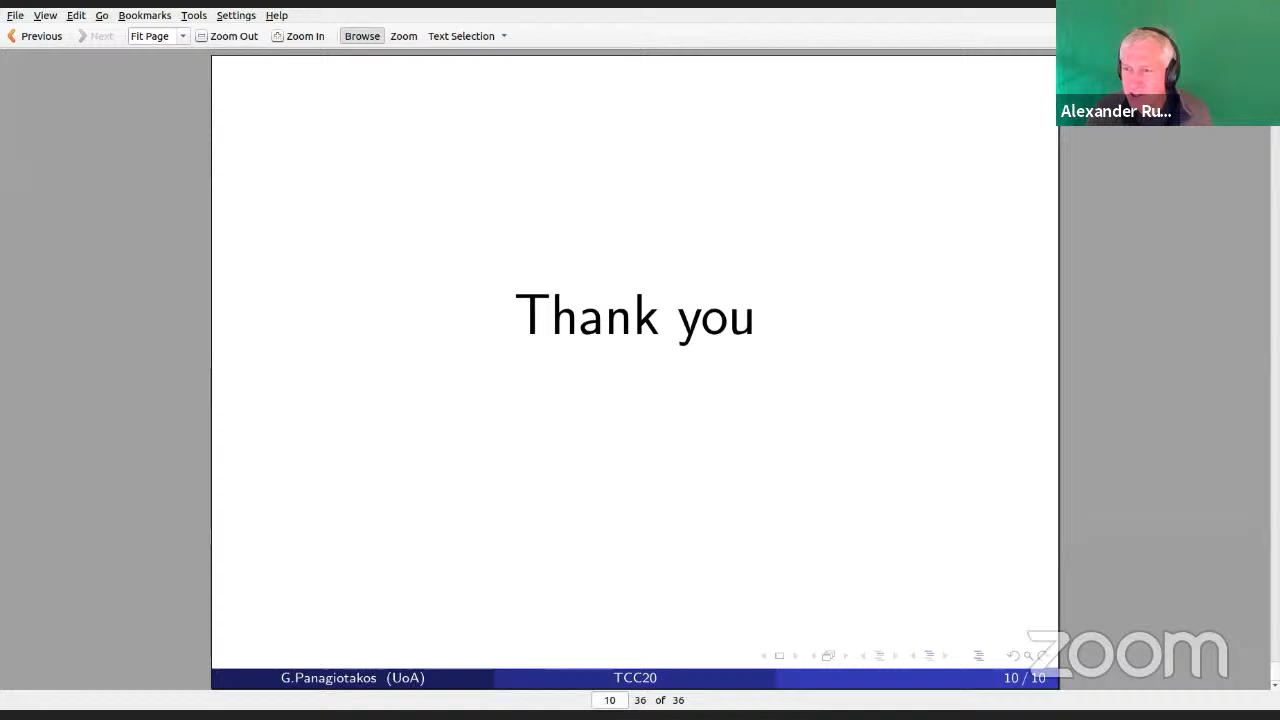 File View Edit Go Bookmarks Tools Settings Help
Previous Next Fit Page Zoom Out Zoom In Browse Zoom Text Selection
Alexander Ru...
Thank you
zoom
G.Panagiotakos (UoA) TCC20 10 / 10
10 36 of 36